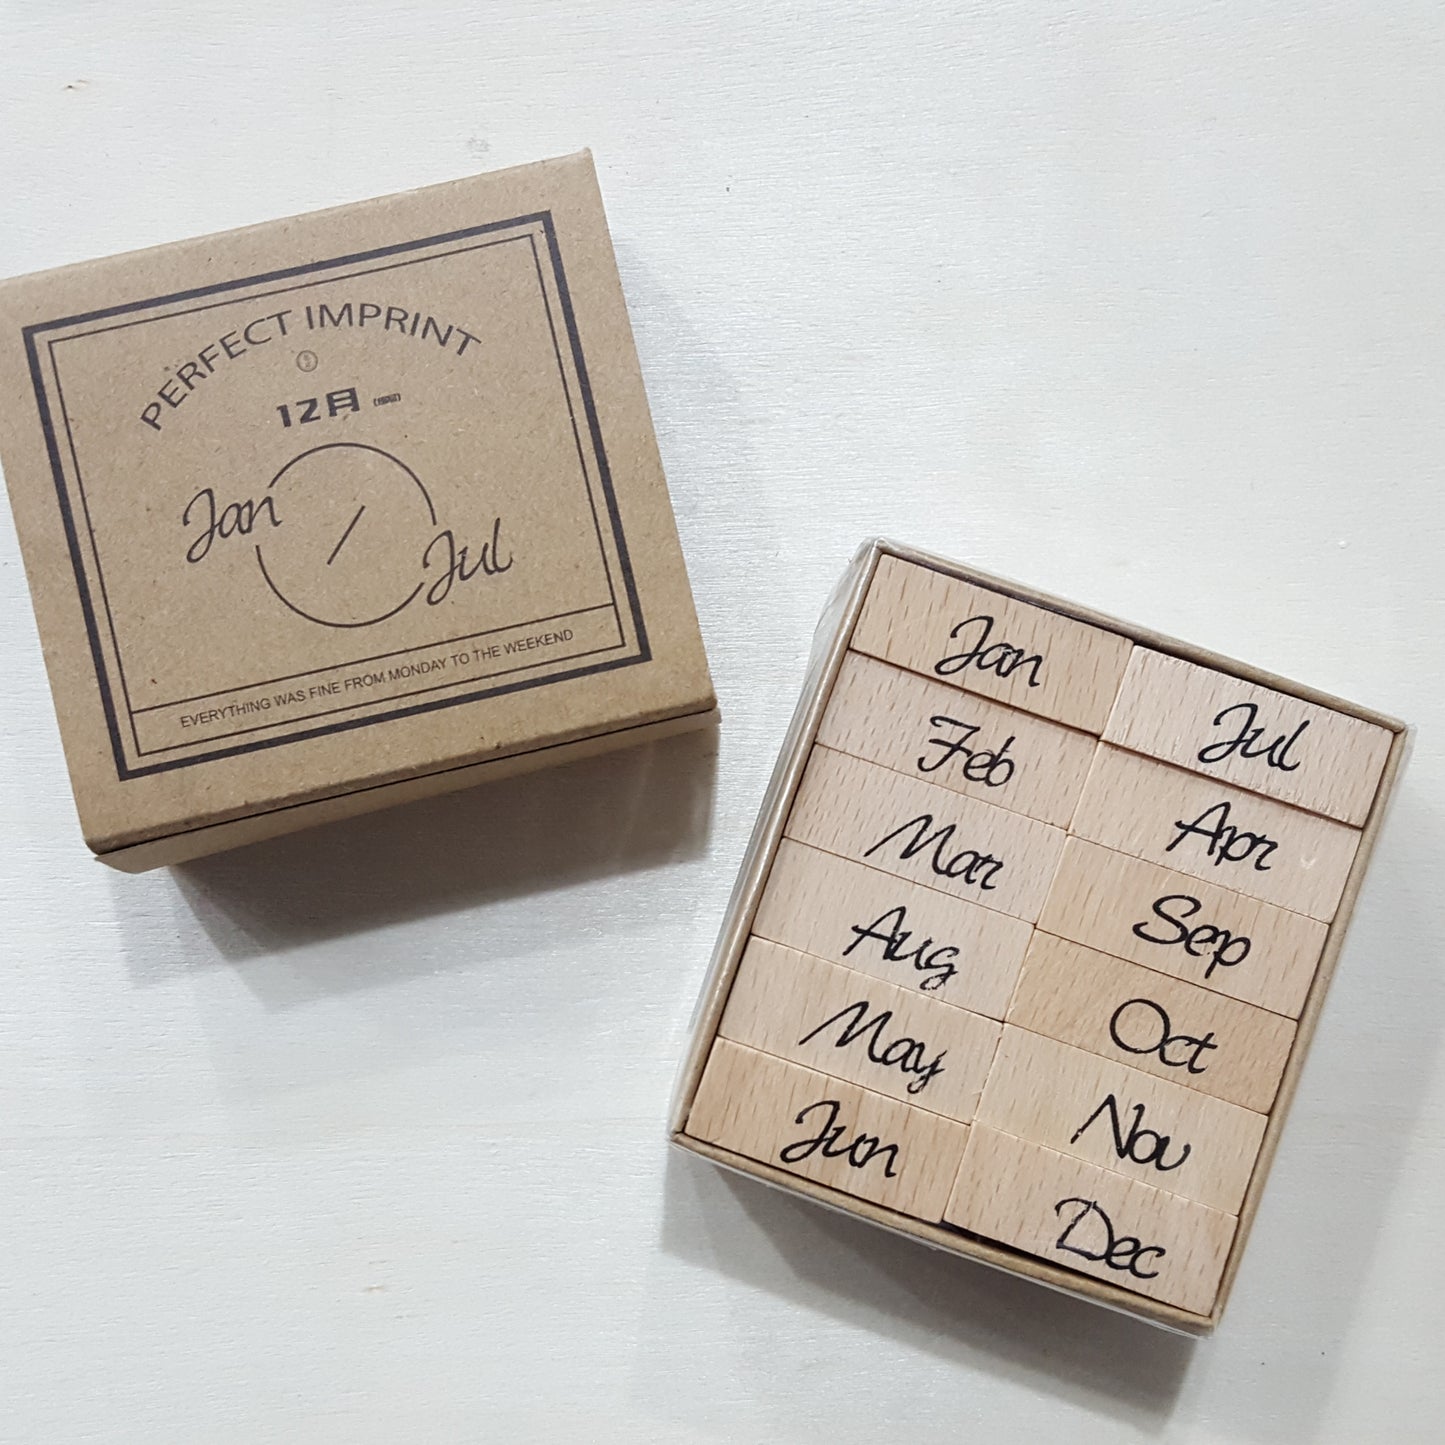 PERFECT IMPRINT
12月
Jan
Jul
EVERYTHING WAS FINE FROM MONDAY TO THE WEEKEND
Jan
Feb
Mar
Aug
May
Jun
Jul
Apr
Sep
Oct
Nov
Dec